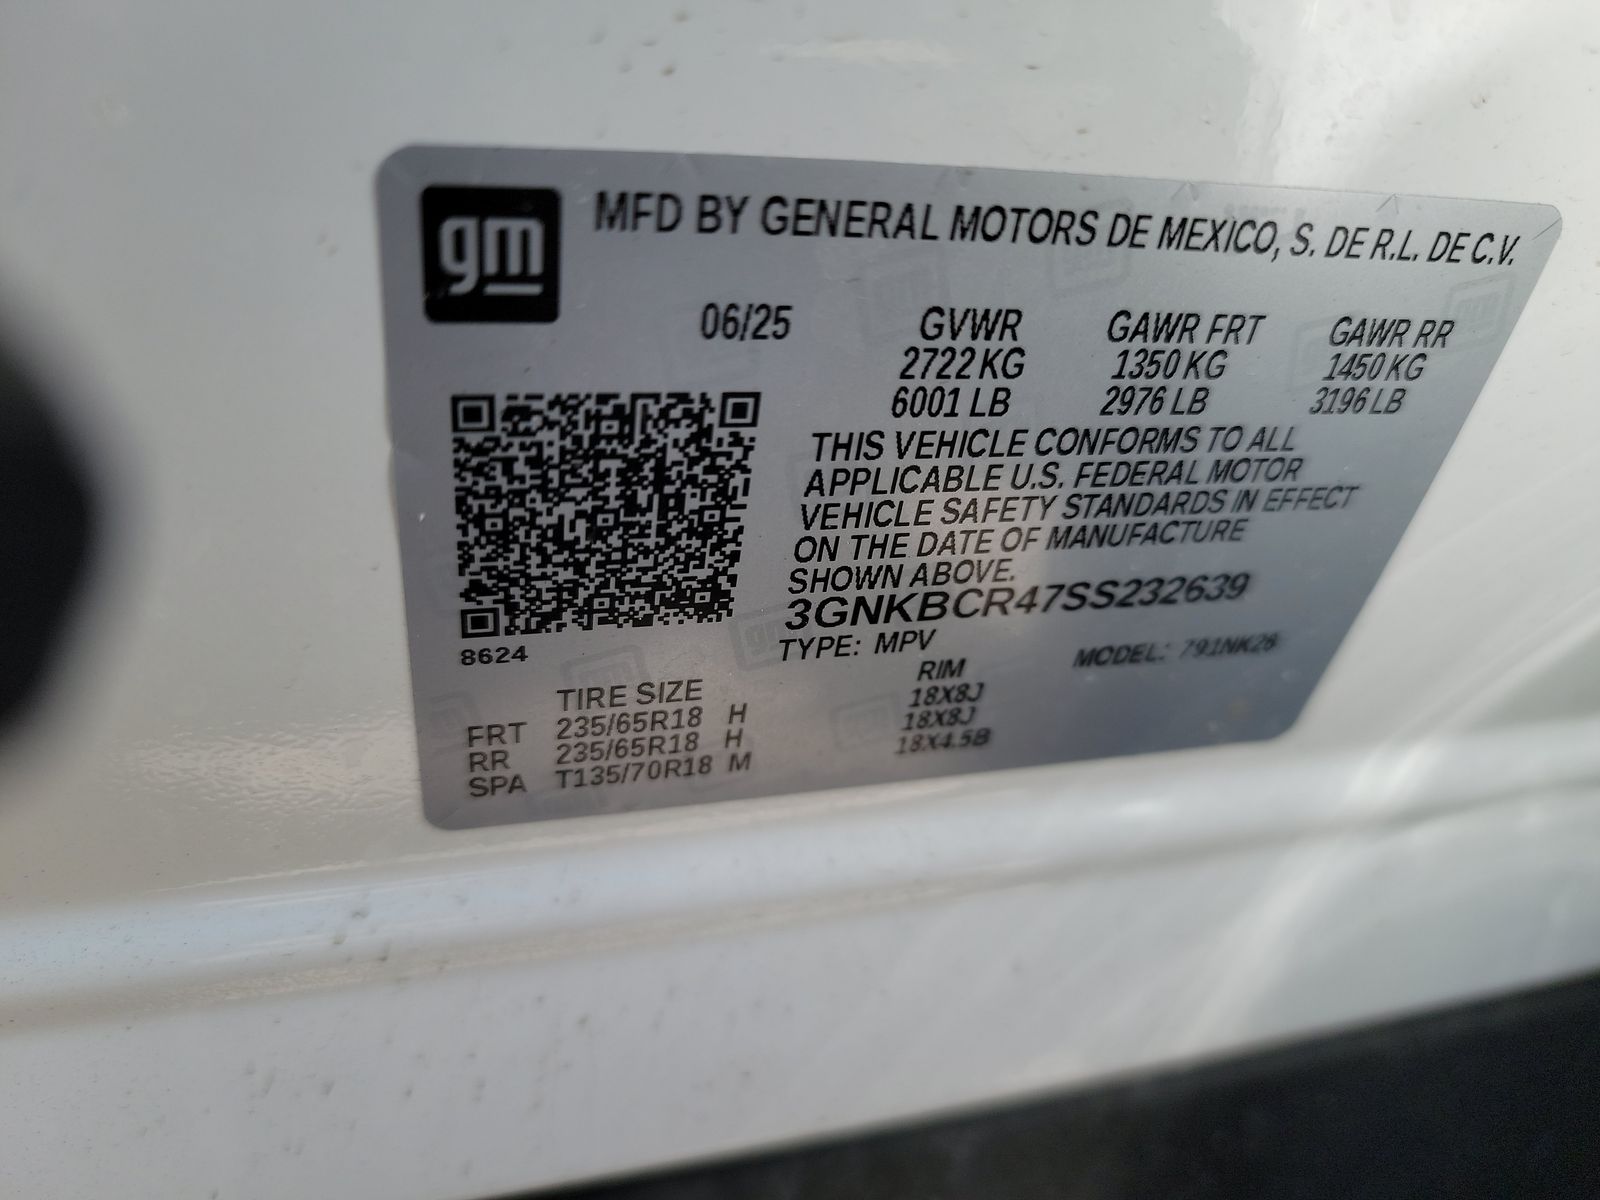 gm
MFD BY GENERAL MOTORS DE MEXICO, S. DE R.L. DE C.V.
06/25 GVWR GAWR FRT GAWR RR
2722 KG 1350 KG 1450 KG
6001 LB 2976 LB 3196 LB
THIS VEHICLE CONFORMS TO ALL
APPLICABLE U.S. FEDERAL MOTOR
VEHICLE SAFETY STANDARDS IN EFFECT
ON THE DATE OF MANUFACTURE
SHOWN ABOVE.
3GNKBCR47SS232639
8624
TYPE: MPV MODEL: 791NK26
TIRE SIZE RIM
FRT 235/65R18 H 18X8J
RR 235/65R18 H 18X8J
SPA T135/70R18 M 18X4.5B